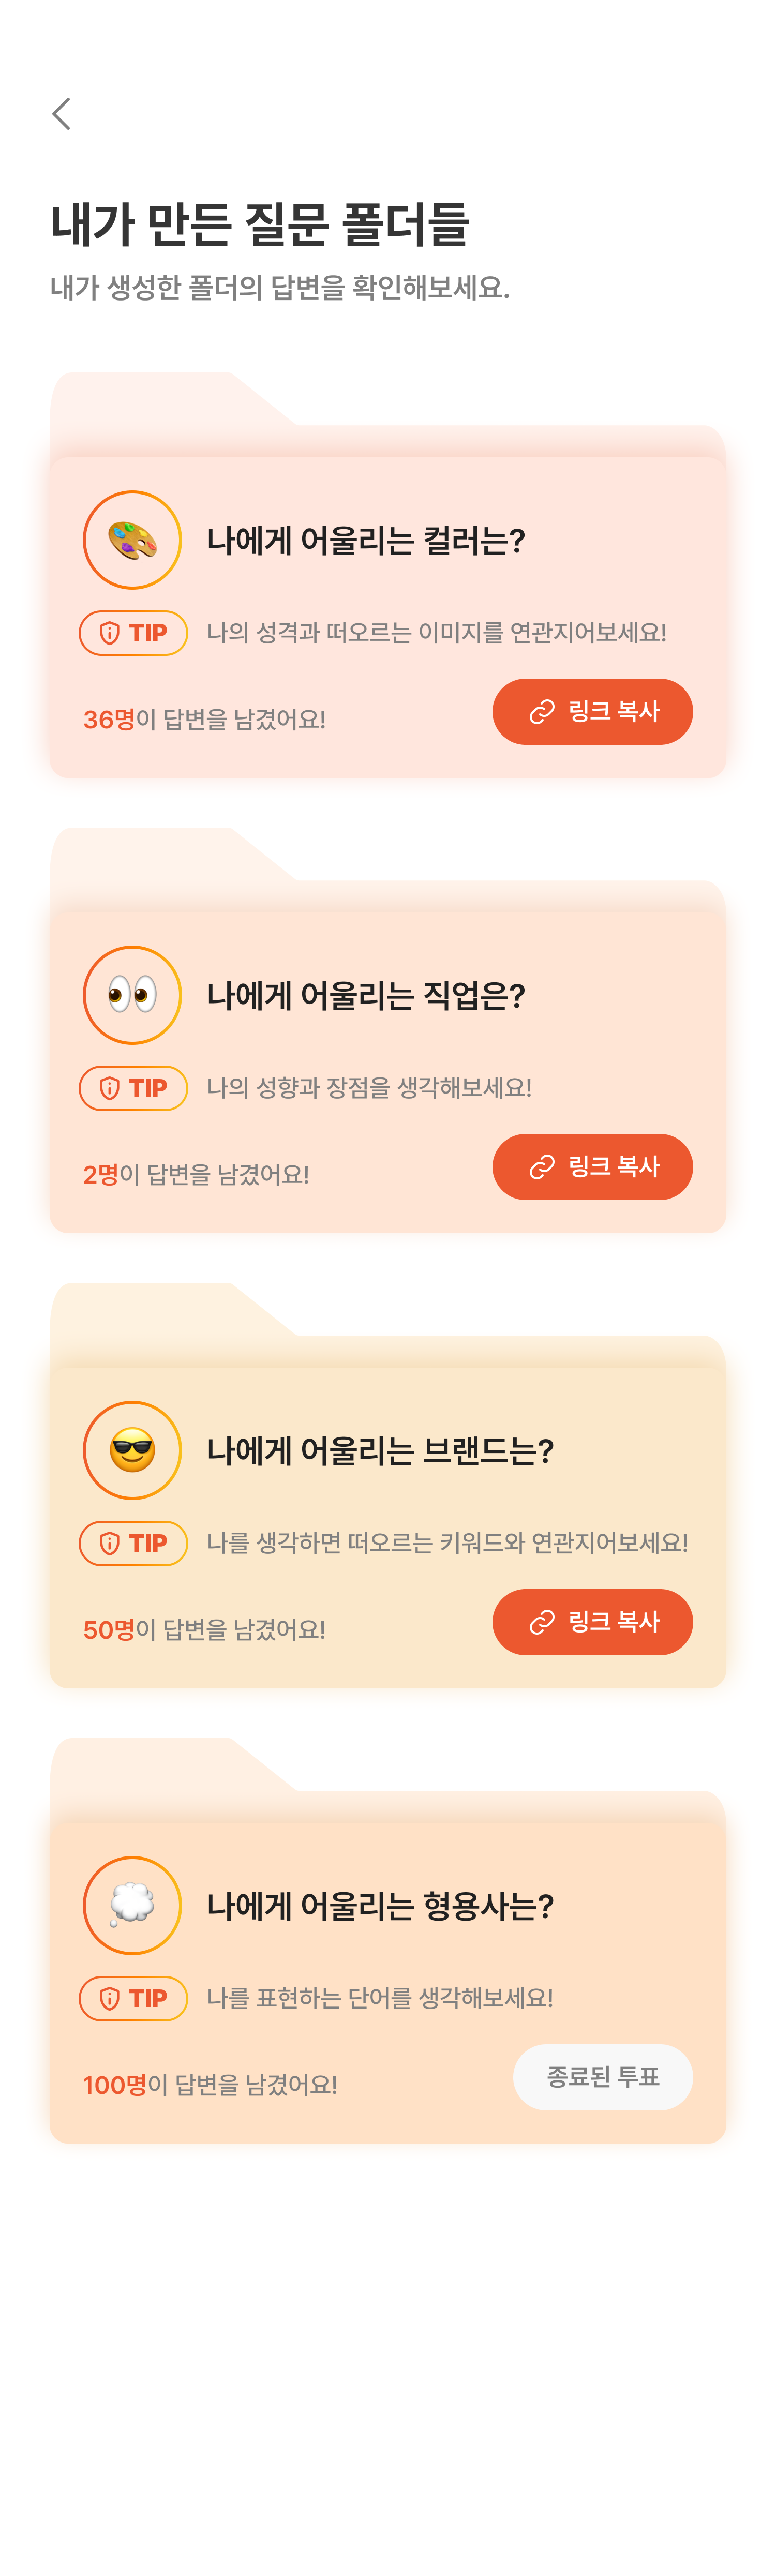 내가 만든 질문 폴더들
내가 생성한 폴더의 답변을 확인해보세요.
나에게 어울리는 컬러는?
TIP 나의 성격과 떠오르는 이미지를 연관지어보세요!
36명이 답변을 남겼어요! 링크 복사
나에게 어울리는 직업은?
TIP 나의 성향과 장점을 생각해보세요!
2명이 답변을 남겼어요! 링크 복사
나에게 어울리는 브랜드는?
TIP 나를 생각하면 떠오르는 키워드와 연관지어보세요!
50명이 답변을 남겼어요! 링크 복사
나에게 어울리는 형용사는?
TIP 나를 표현하는 단어를 생각해보세요!
100명이 답변을 남겼어요! 종료된 투표